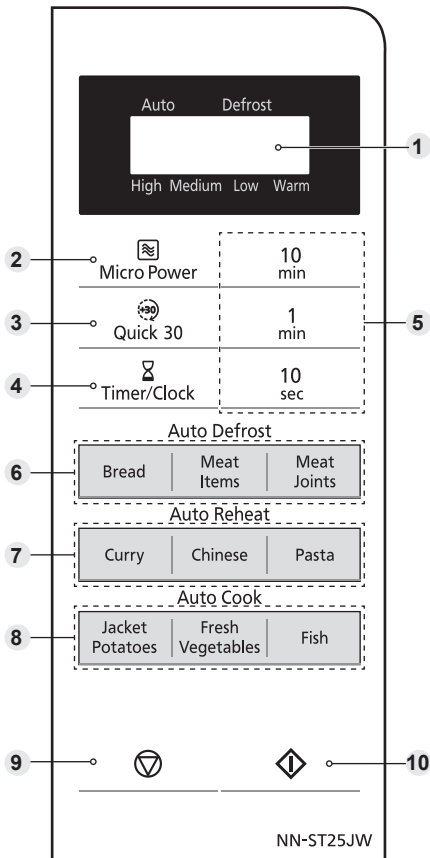 Auto Defrost
1
High Medium Low Warm
2
Micro Power
10
min
+30
3
Quick 30
1
min
5
4
Timer/Clock
10
sec
Auto Defrost
6
Bread
Meat
Items
Meat
Joints
Auto Reheat
7
Curry
Chinese
Pasta
Auto Cook
8
Jacket
Potatoes
Fresh
Vegetables
Fish
9
10
NN-ST25JW